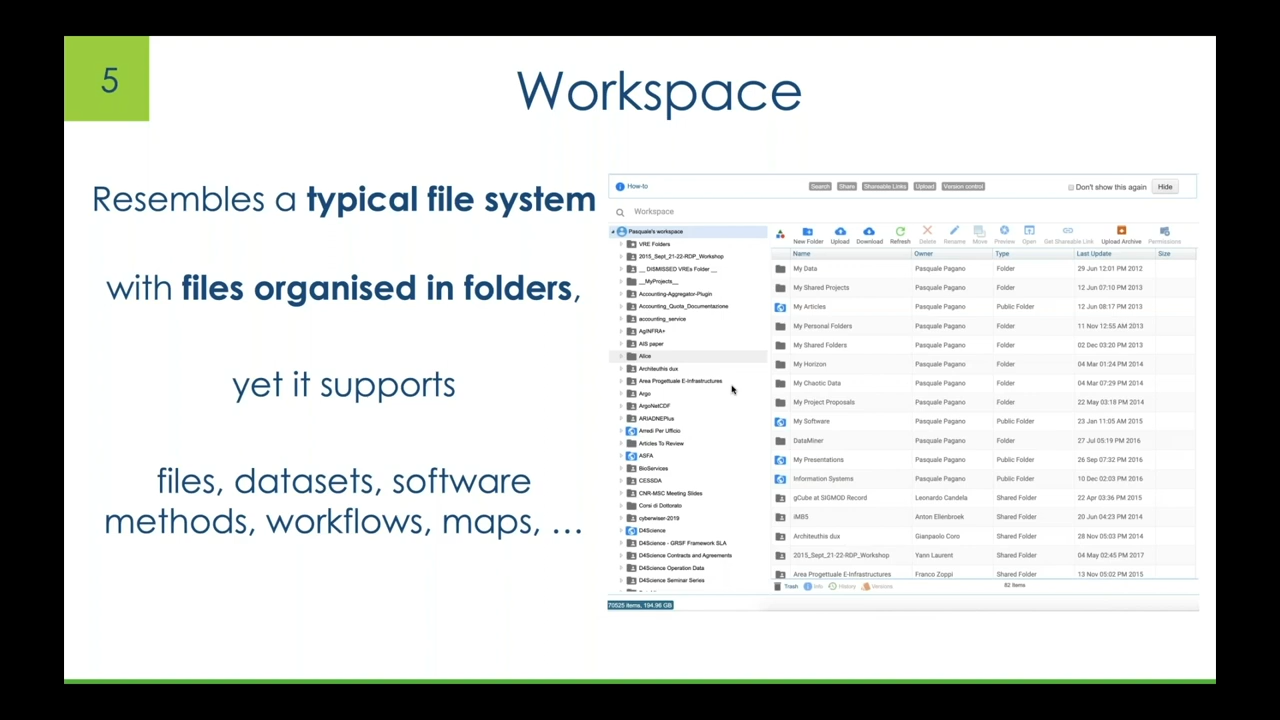 5
Workspace
Resembles a typical file system
with files organised in folders,
yet it supports
files, datasets, software
methods, workflows, maps, ...
How-to
Search Share Shareable Links Upload Version control
Don't show this again
Hide
Workspace
Pasquale's workspace
VRE Folders
2015_Sept_21-22-RDP_Workshop
__ DISMISSED VREs Folder __
__MyProjects__
Accounting-Aggregator-Plugin
Accounting_Quota_Documentazione
accounting_service
AgINFRA+
AIS paper
Alice
Architeuthis dux
Area Progettuale E-Infrastructures
Argo
ArgoNetCDF
ARIADNEPlus
Arredi Per Ufficio
Articles To Review
ASFA
BioServices
CESSDA
CNR-MSC Meeting Slides
Corsi di Dottorato
cyberwiser-2019
D4Science
D4Science - GRSF Framework SLA
D4Science Contracts and Agreements
D4Science Operation Data
D4Science Seminar Series
70525 items, 194.96 GB
New Folder Upload Download Refresh Delete Rename Move Preview Open Get Shareable Link Upload Archive Permissions
Name Owner Type Last Update Size
My Data Pasquale Pagano Folder 29 Jun 12:01 PM 2012
My Shared Projects Pasquale Pagano Folder 12 Jun 07:10 PM 2013
My Articles Pasquale Pagano Public Folder 12 Jun 08:17 PM 2013
My Personal Folders Pasquale Pagano Folder 11 Nov 12:55 AM 2013
My Shared Folders Pasquale Pagano Folder 02 Dec 03:20 PM 2013
My Horizon Pasquale Pagano Folder 04 Mar 01:24 PM 2014
My Chaotic Data Pasquale Pagano Folder 04 Mar 07:29 PM 2014
My Project Proposals Pasquale Pagano Folder 22 May 03:18 PM 2014
My Software Pasquale Pagano Public Folder 23 Jan 11:05 AM 2015
DataMiner Pasquale Pagano Folder 27 Jul 05:19 PM 2016
My Presentations Pasquale Pagano Public Folder 26 Sep 07:32 PM 2016
Information Systems Pasquale Pagano Public Folder 10 Dec 02:03 PM 2016
gCube at SIGMOD Record Leonardo Candela Shared Folder 22 Apr 03:36 PM 2015
iMB5 Anton Ellenbroek Shared Folder 20 Jun 04:23 PM 2014
Architeuthis dux Gianpaolo Coro Shared Folder 28 Nov 05:03 PM 2014
2015_Sept_21-22-RDP_Workshop Yann Laurent Shared Folder 04 May 02:45 PM 2017
Area Progettuale E-Infrastructures Franco Zoppi Shared Folder 13 Nov 05:02 PM 2015
Trash Info History Versions
82 items